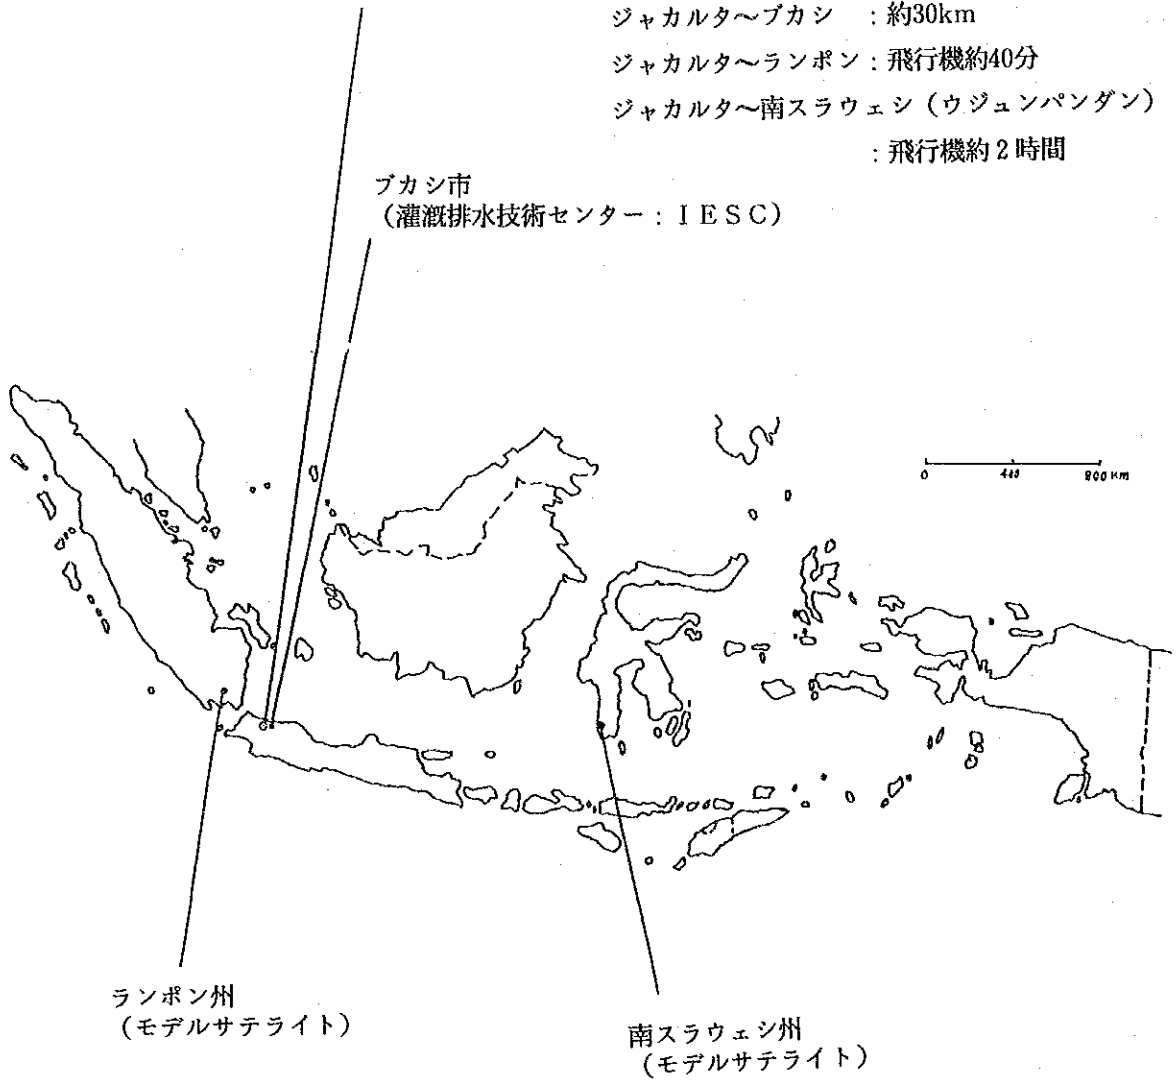 ジャカルタ～ブカシ　：約30km
ジャカルタ～ランポン：飛行機約40分
ジャカルタ～南スラウェシ（ウジュンパンダン）
：飛行機約２時間
ブカシ市
（灌漑排水技術センター：ＩＥＳＣ）
0 400 800 km
ランポン州
（モデルサテライト）
南スラウェシ州
（モデルサテライト）